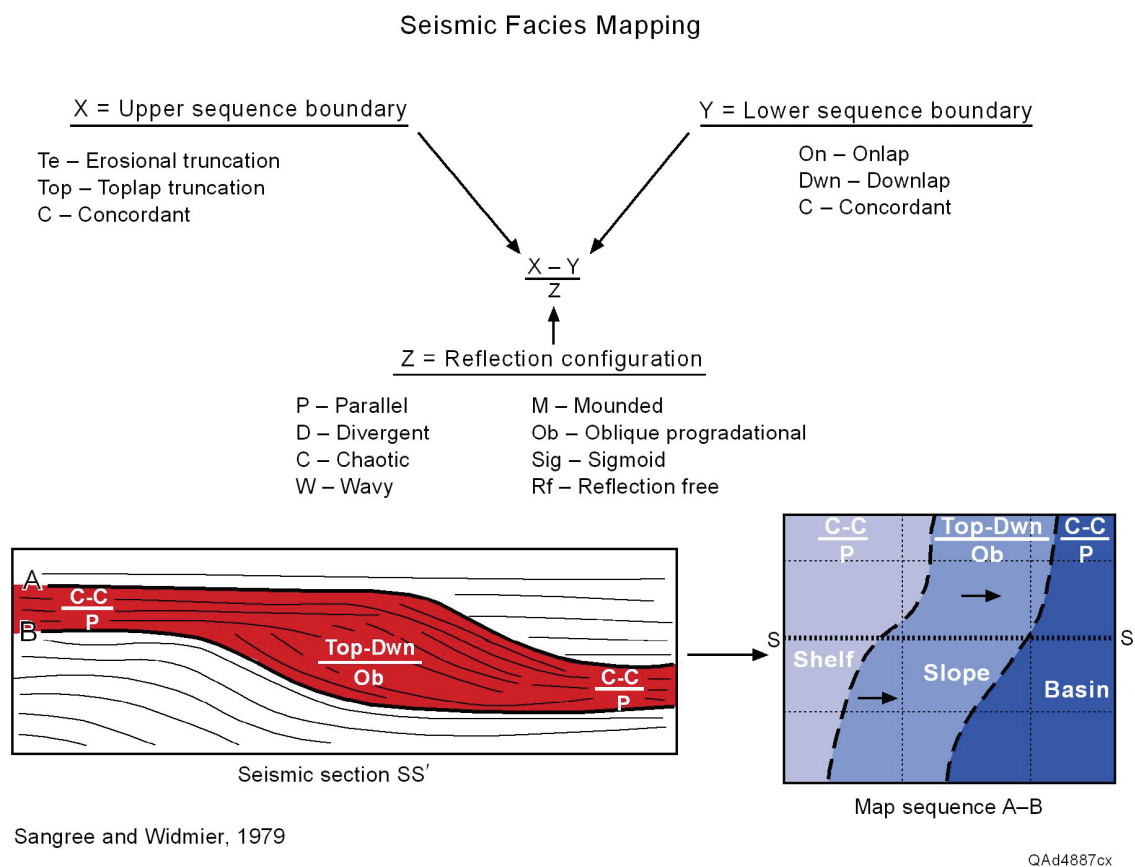 Seismic Facies Mapping
X = Upper sequence boundary
Te – Erosional truncation
Top – Toplap truncation
C – Concordant
Y = Lower sequence boundary
On – Onlap
Dwn – Downlap
C – Concordant
X – Y
Z
Z = Reflection configuration
P – Parallel
D – Divergent
C – Chaotic
W – Wavy
M – Mounded
Ob – Oblique progradational
Sig – Sigmoid
Rf – Reflection free
A
C-C
P
B
Top-Dwn
Ob
C-C
P
Seismic section SS′
C-C
P
Top-Dwn
Ob
C-C
P
S
S
Shelf
Slope
Basin
Map sequence A–B
Sangree and Widmier, 1979
QAd4887cx